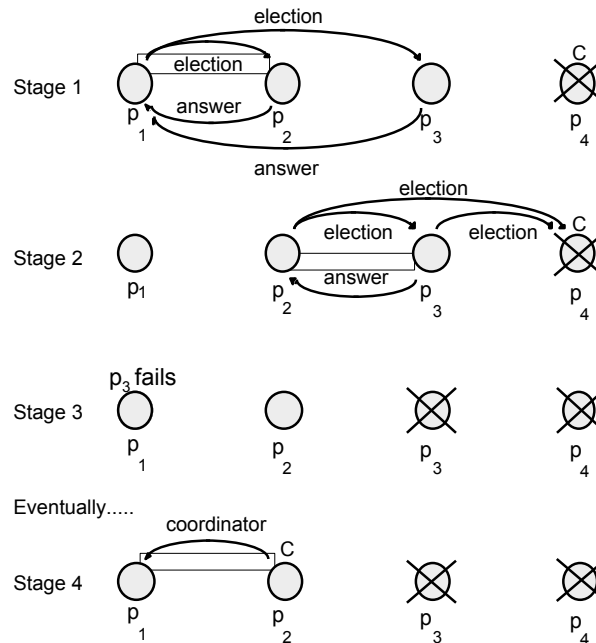 election
C
election
Stage 1
answer
p1
p2
p3
p4
answer
election
C
election
election
Stage 2
answer
p1
p2
p3
p4
p3 fails
Stage 3
p1
p2
p3
p4
Eventually.....
coordinator
C
Stage 4
p1
p2
p3
p4